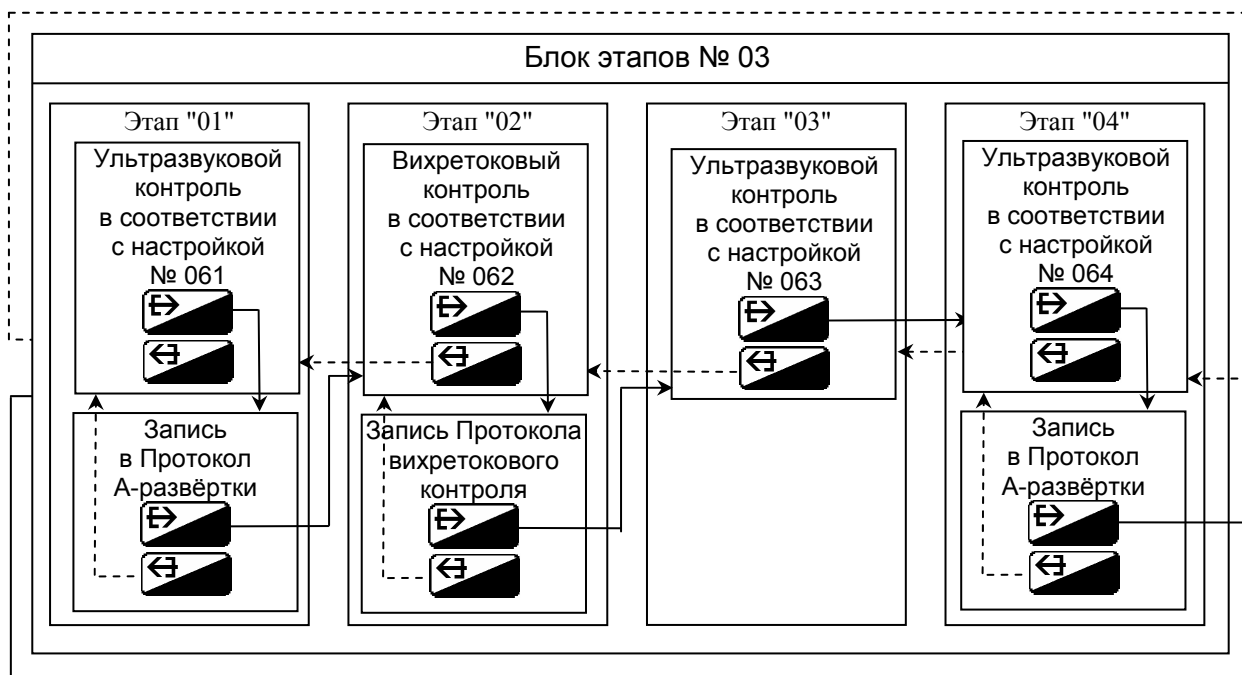 Блок этапов № 03
Этап "01"
Ультразвуковой
контроль
в соответствии
с настройкой
№ 061
Запись
в Протокол
А-развёртки
Этап "02"
Вихретоковый
контроль
в соответствии
с настройкой
№ 062
Запись Протокола
вихретокового
контроля
Этап "03"
Ультразвуковой
контроль
в соответствии
с настройкой
№ 063
Этап "04"
Ультразвуковой
контроль
в соответствии
с настройкой
№ 064
Запись
в Протокол
А-развёртки